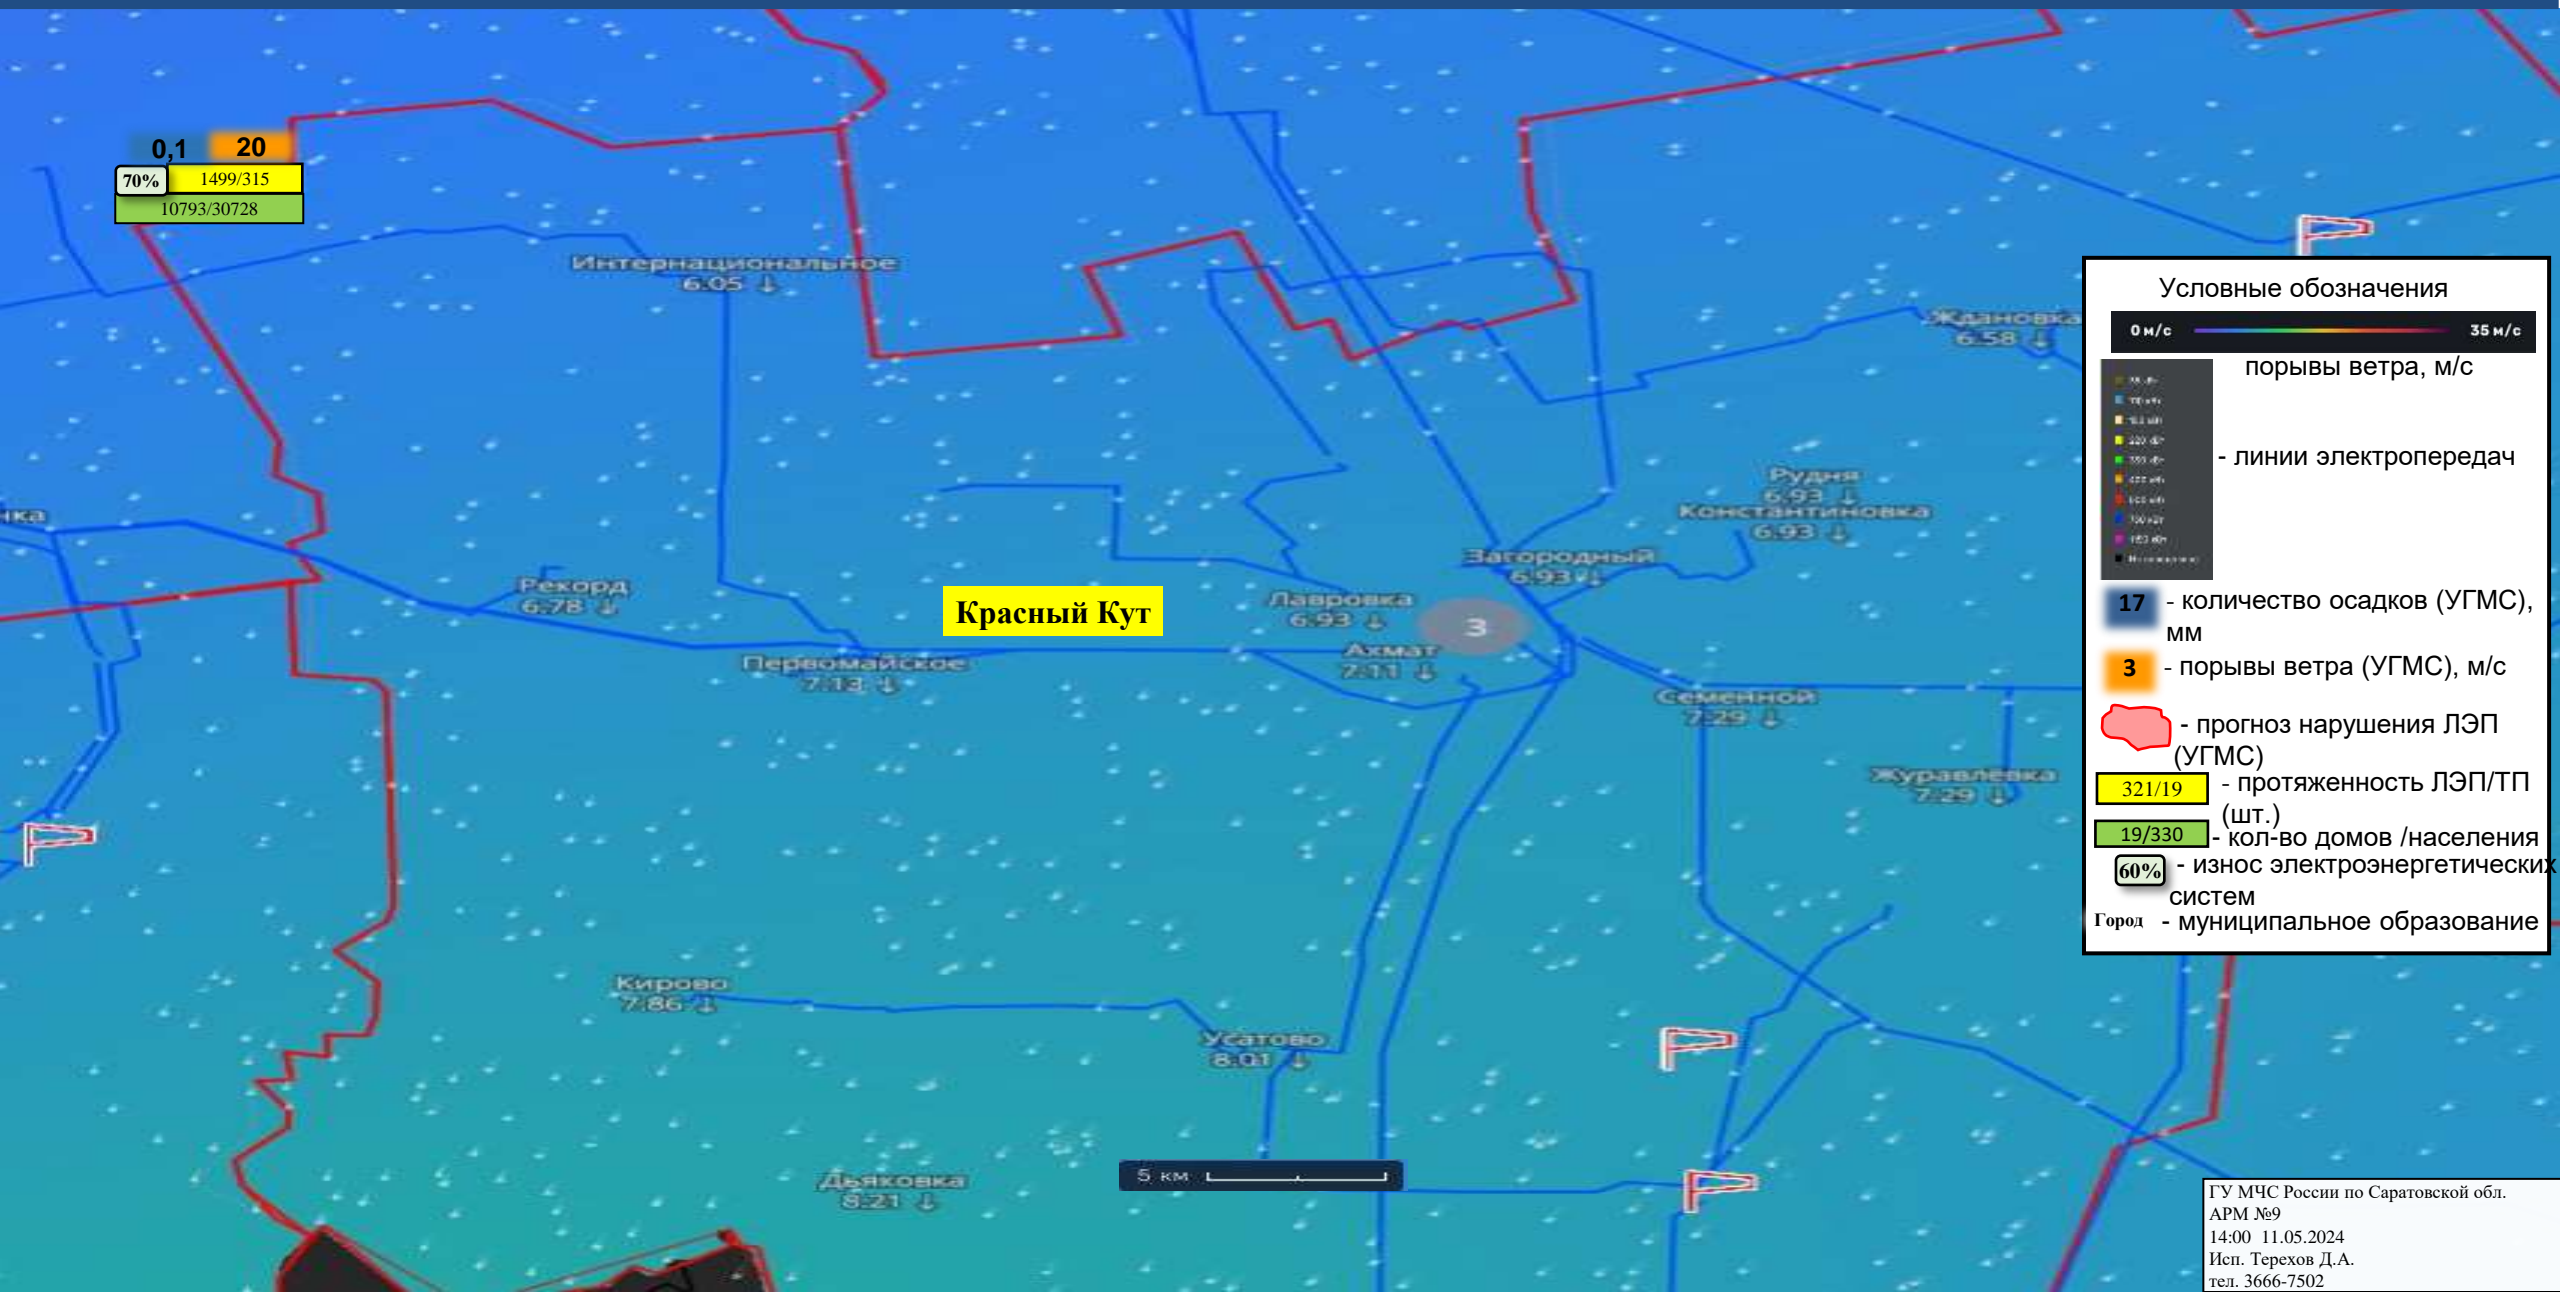 0,1
20
70%
1499/315
10793/30728
Интернациональное
6.05 ↓
Ждановка
6.58 ↓
Рудня
6.93 ↓
Константиновка
6.93 ↓
Загородный
6.93 ↓
Рекорд
6.78 ↓
Красный Кут
Лавровка
6.93 ↓
3
Ахмат
7.11 ↓
Первомайское
7.13 ↓
Семенной
7.29 ↓
Журавлёвка
7.29 ↓
Кирово
7.86 ↓
Усатово
8.01 ↓
Дьяковка
8.21 ↓
5 км
Условные обозначения
0 м/с 35 м/с
порывы ветра, м/с
- линии электропередач
17 - количество осадков (УГМС),
мм
3 - порывы ветра (УГМС), м/с
- прогноз нарушения ЛЭП
(УГМС)
321/19 - протяженность ЛЭП/ТП
(шт.)
19/330 - кол-во домов /населения
60% - износ электроэнергетических
систем
Город - муниципальное образование
ГУ МЧС России по Саратовской обл.
АРМ №9
14:00 11.05.2024
Исп. Терехов Д.А.
тел. 3666-7502